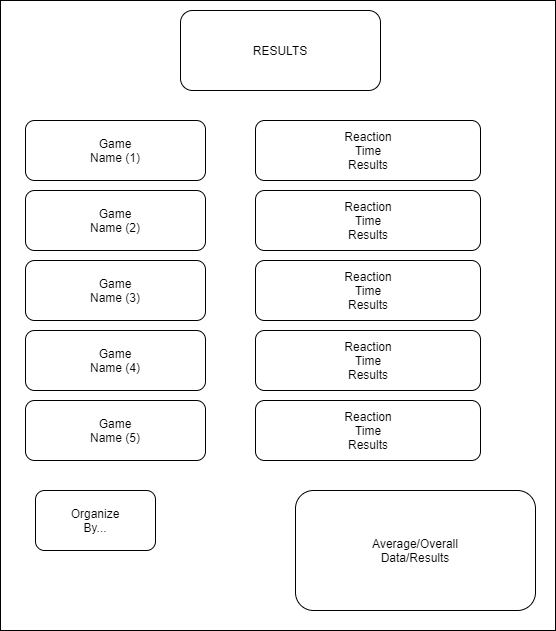 RESULTS
Game
Name (1)
Reaction
Time
Results
Game
Name (2)
Reaction
Time
Results
Game
Name (3)
Reaction
Time
Results
Game
Name (4)
Reaction
Time
Results
Game
Name (5)
Reaction
Time
Results
Organize
By...
Average/Overall
Data/Results